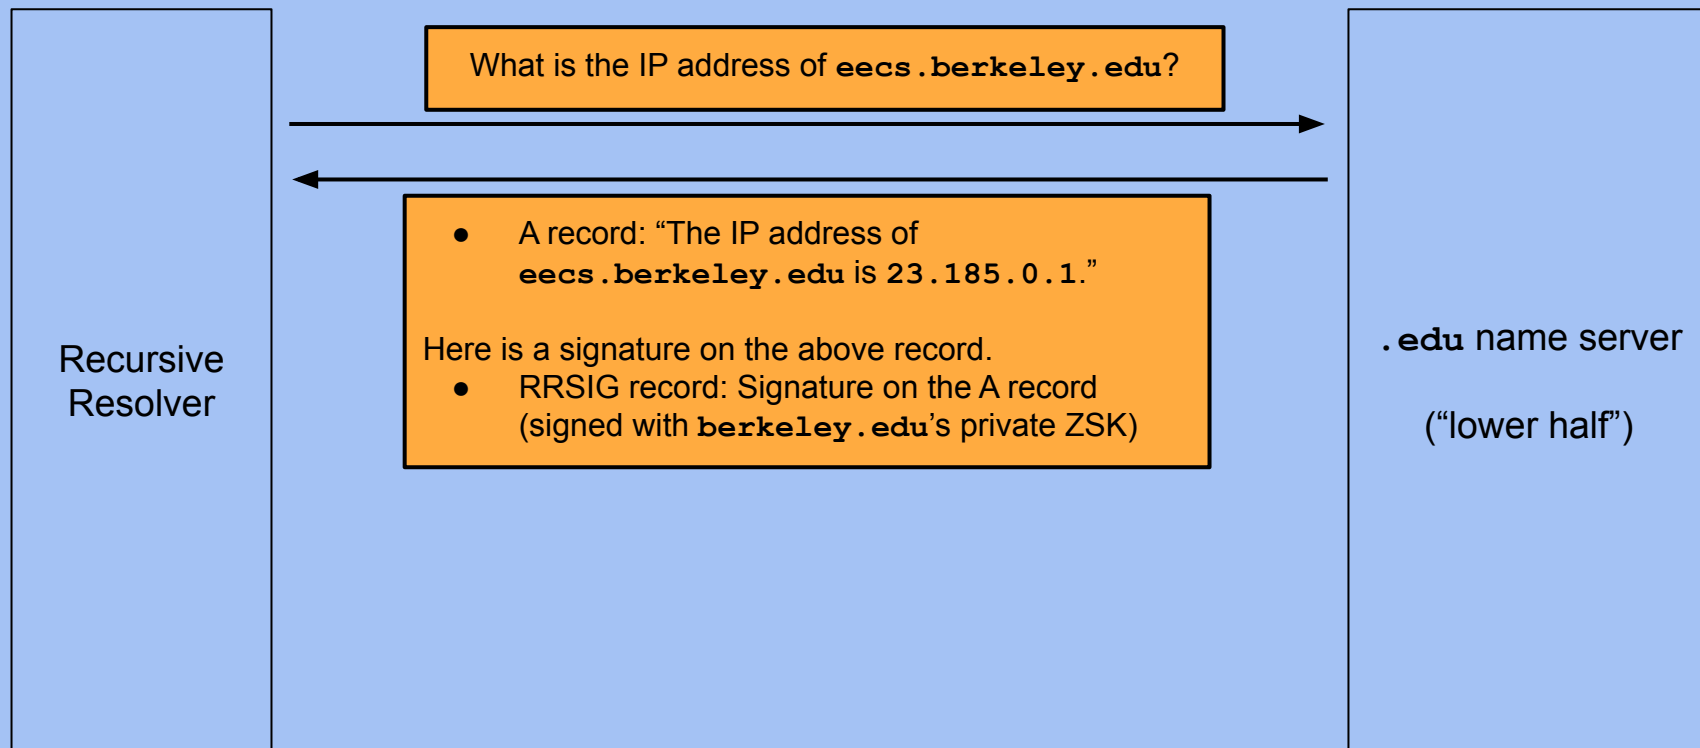 What is the IP address of eecs.berkeley.edu?
● A record: “The IP address of
eecs.berkeley.edu is 23.185.0.1.”
Here is a signature on the above record.
● RRSIG record: Signature on the A record
(signed with berkeley.edu’s private ZSK)
Recursive
Resolver
.edu name server
(“lower half”)